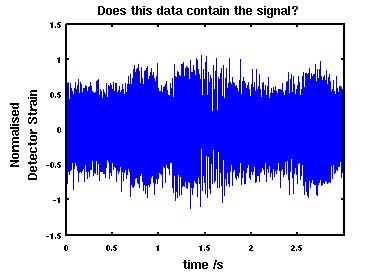 Does this data contain the signal?
1.5
1
0.5
0
-0.5
-1
-1.5
Normalised
Detector Strain
0 0.5 1 1.5 2 2.5
time /s